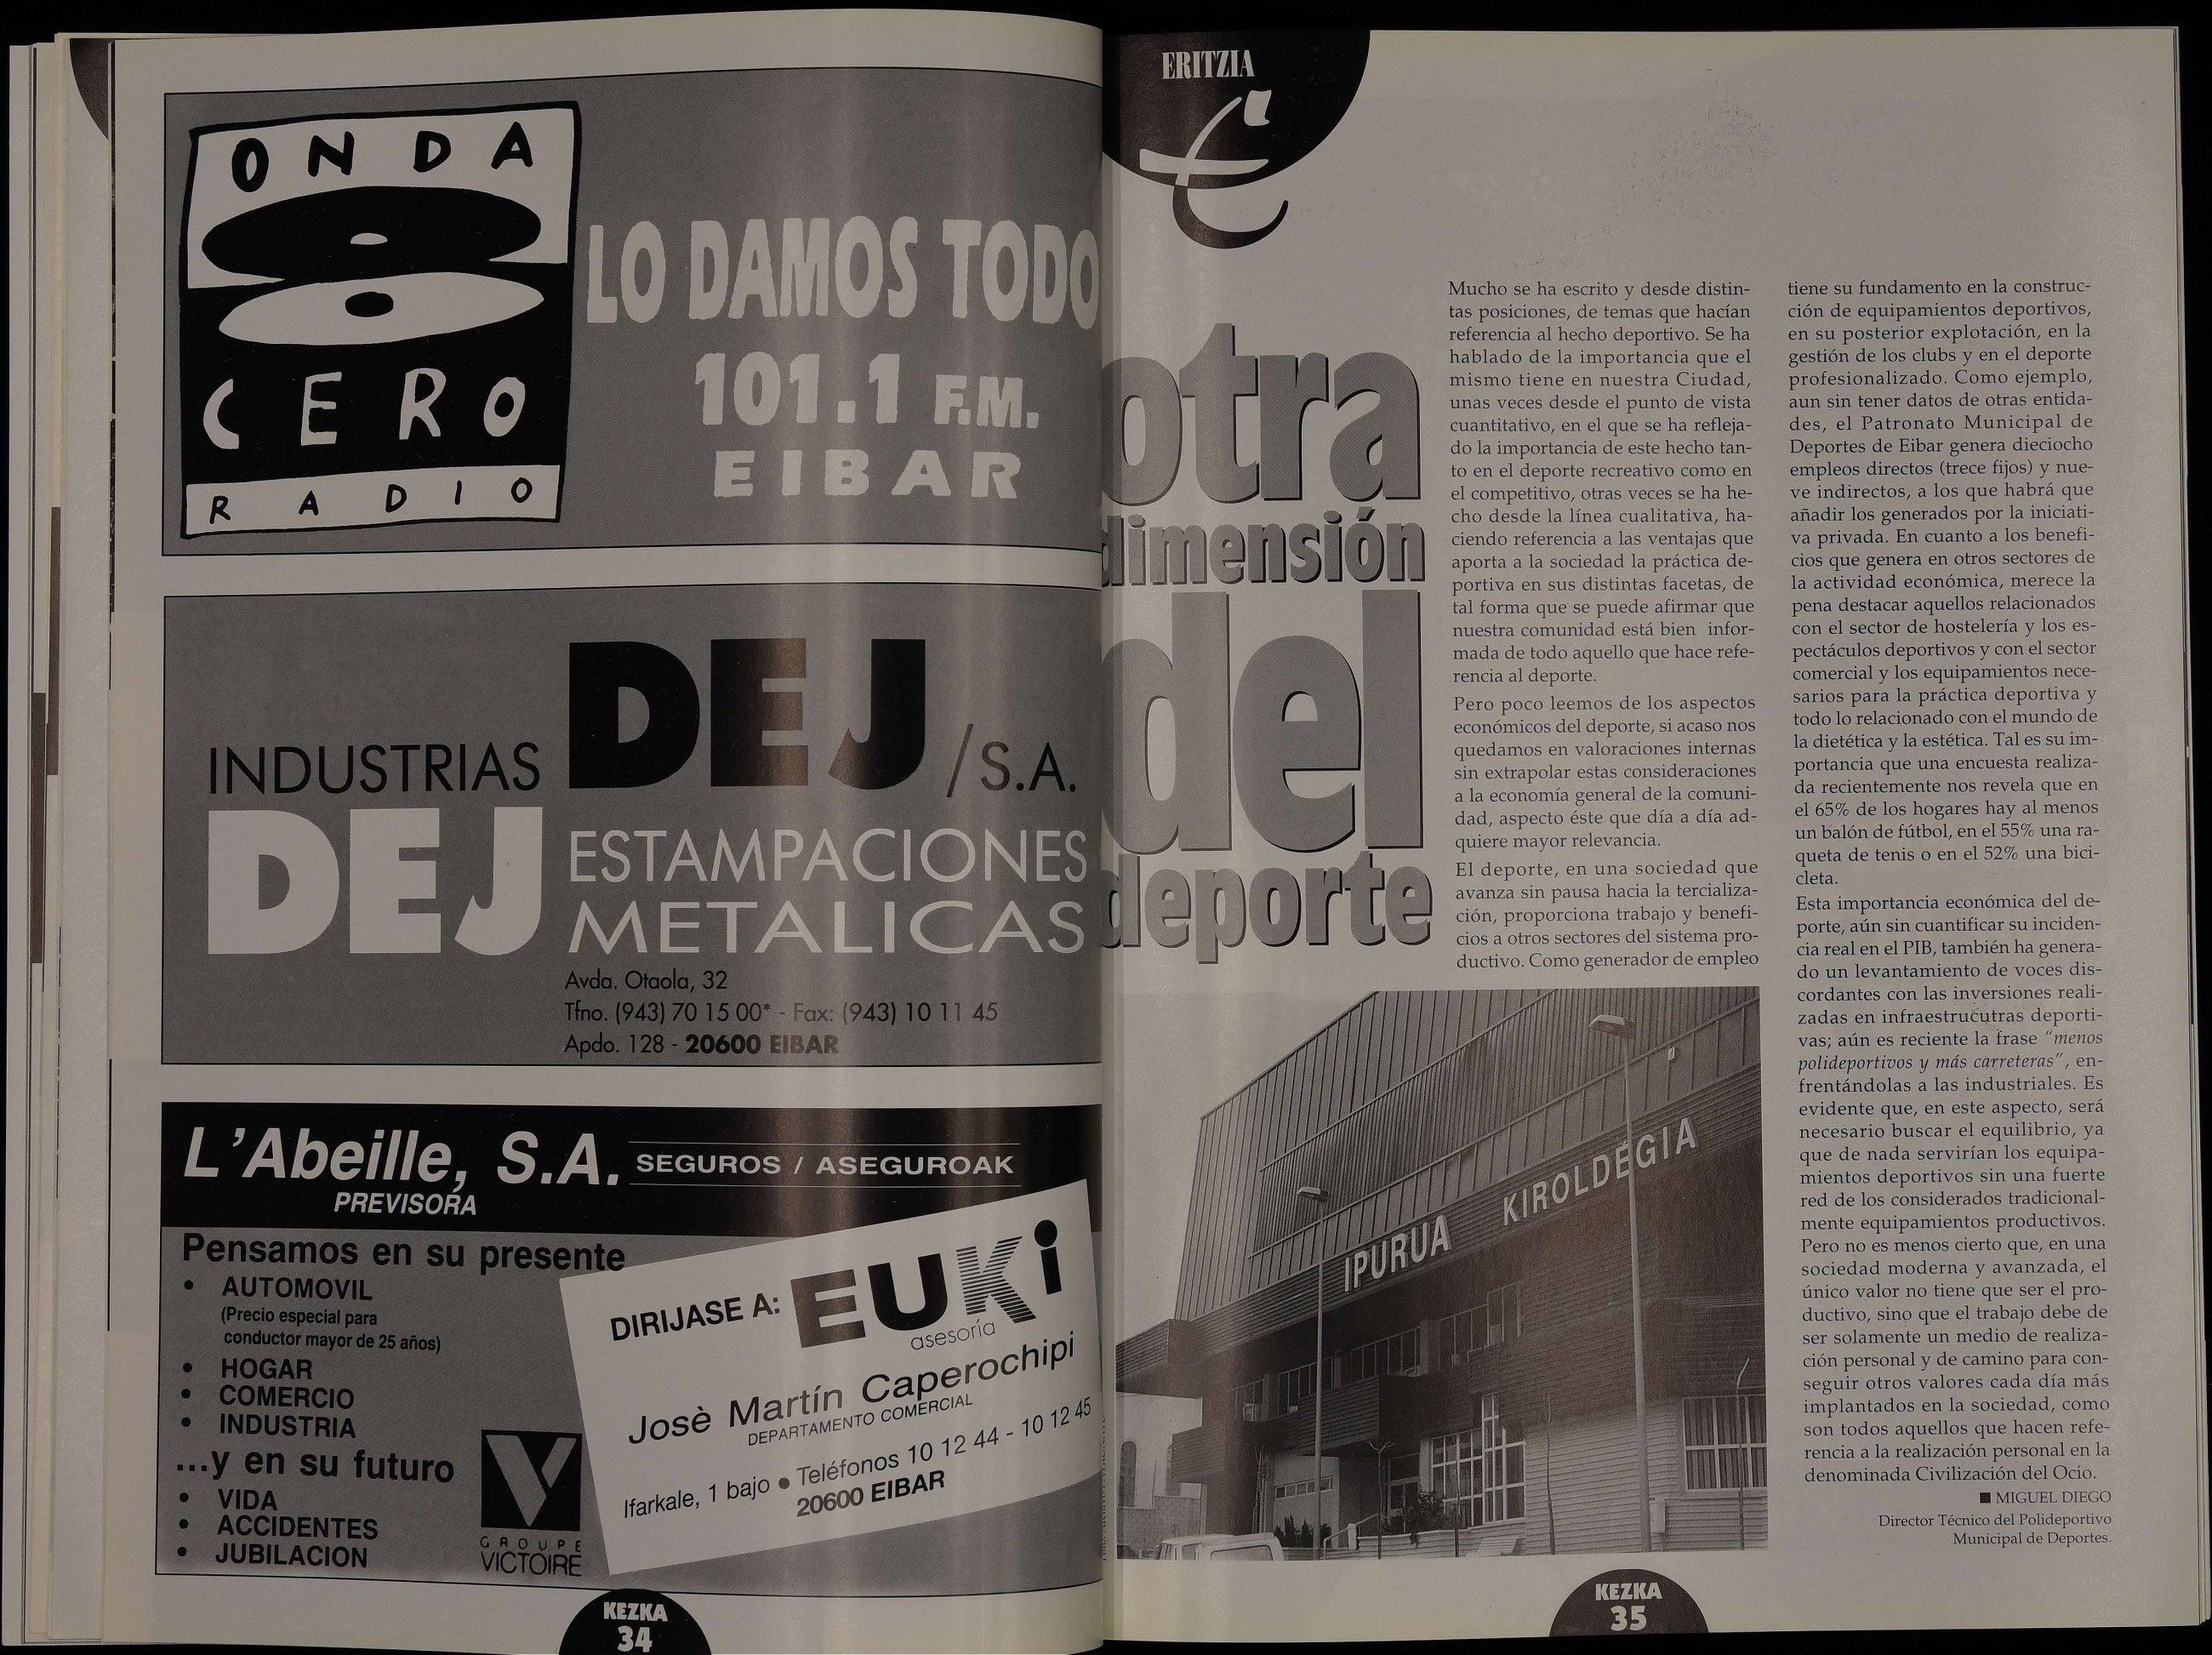 ONDA
CERO
RADIO
LO DAMOS TODO
101.1 F.M.
EIBAR
INDUSTRIAS DEJ / S.A.
DEJ ESTAMPACIONES
METALICAS
Avda. Otaola, 32
Tfno. (943) 70 15 00* - Fax: (943) 10 11 45
Apdo. 128 - 20600 EIBAR
L'Abeille, S.A. SEGUROS / ASEGUROAK
PREVISORA
Pensamos en su presente
• AUTOMOVIL
(Precio especial para
conductor mayor de 25 años)
• HOGAR
• COMERCIO
• INDUSTRIA
...y en su futuro
• VIDA
• ACCIDENTES
• JUBILACION
GROUPE
VICTOIRE
DIRIJASE A: EUKi
asesoría
Josè Martín Caperochipi
DEPARTAMENTO COMERCIAL
Ifarkale, 1 bajo • Teléfonos 10 12 44 - 10 12 45
20600 EIBAR
KEZKA
34
ERITZIA
otra
dimensión
del
deporte
Mucho se ha escrito y desde distin-
tas posiciones, de temas que hacían
referencia al hecho deportivo. Se ha
hablado de la importancia que el
mismo tiene en nuestra Ciudad,
unas veces desde el punto de vista
cuantitativo, en el que se ha refleja-
do la importancia de este hecho tan-
to en el deporte recreativo como en
el competitivo, otras veces se ha he-
cho desde la línea cualitativa, ha-
ciendo referencia a las ventajas que
aporta a la sociedad la práctica de-
portiva en sus distintas facetas, de
tal forma que se puede afirmar que
nuestra comunidad está bien infor-
mada de todo aquello que hace refe-
rencia al deporte.
Pero poco leemos de los aspectos
económicos del deporte, si acaso nos
quedamos en valoraciones internas
sin extrapolar estas consideraciones
a la economía general de la comuni-
dad, aspecto éste que día a día ad-
quiere mayor relevancia.
El deporte, en una sociedad que
avanza sin pausa hacia la tercializa-
ción, proporciona trabajo y benefi-
cios a otros sectores del sistema pro-
ductivo. Como generador de empleo
tiene su fundamento en la construc-
ción de equipamientos deportivos,
en su posterior explotación, en la
gestión de los clubs y en el deporte
profesionalizado. Como ejemplo,
aun sin tener datos de otras entida-
des, el Patronato Municipal de
Deportes de Eibar genera dieciocho
empleos directos (trece fijos) y nue-
ve indirectos, a los que habrá que
añadir los generados por la iniciati-
va privada. En cuanto a los benefi-
cios que genera en otros sectores de
la actividad económica, merece la
pena destacar aquellos relacionados
con el sector de hostelería y los es-
pectáculos deportivos y con el sector
comercial y los equipamientos nece-
sarios para la práctica deportiva y
todo lo relacionado con el mundo de
la dietética y la estética. Tal es su im-
portancia que una encuesta realiza-
da recientemente nos revela que en
el 65% de los hogares hay al menos
un balón de fútbol, en el 55% una ra-
queta de tenis o en el 52% una bici-
cleta.
Esta importancia económica del de-
porte, aún sin cuantificar su inciden-
cia real en el PIB, también ha genera-
do un levantamiento de voces dis-
cordantes con las inversiones reali-
zadas en infraestrucutras deporti-
vas; aún es reciente la frase "menos
polideportivos y más carreteras", en-
frentándolas a las industriales. Es
evidente que, en este aspecto, será
necesario buscar el equilibrio, ya
que de nada servirían los equipa-
mientos deportivos sin una fuerte
red de los considerados tradicional-
mente equipamientos productivos.
Pero no es menos cierto que, en una
sociedad moderna y avanzada, el
único valor no tiene que ser el pro-
ductivo, sino que el trabajo debe de
ser solamente un medio de realiza-
ción personal y de camino para con-
seguir otros valores cada día más
implantados en la sociedad, como
son todos aquellos que hacen refe-
rencia a la realización personal en la
denominada Civilización del Ocio.
■ MIGUEL DIEGO
Director Técnico del Polideportivo
Municipal de Deportes.
IPURUA KIROLDEGIA
KEZKA
35